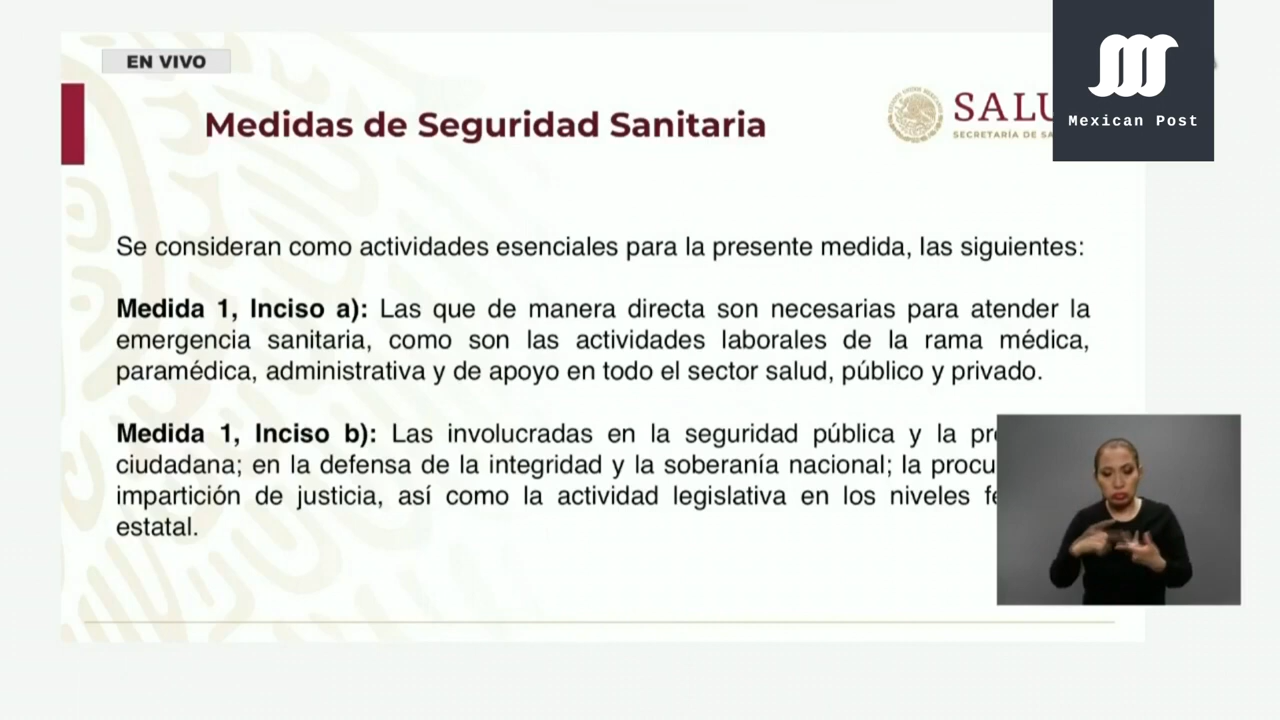 EN VIVO
Medidas de Seguridad Sanitaria
SECRETARÍA DE
Mexican Post
Se consideran como actividades esenciales para la presente medida, las siguientes:
Medida 1, Inciso a): Las que de manera directa son necesarias para atender la
emergencia sanitaria, como son las actividades laborales de la rama médica,
paramédica, administrativa y de apoyo en todo el sector salud, público y privado.
Medida 1, Inciso b): Las involucradas en la seguridad pública y la
ciudadana; en la defensa de la integridad y la soberanía nacional; la
impartición de justicia, así como la actividad legislativa en los niveles
estatal.